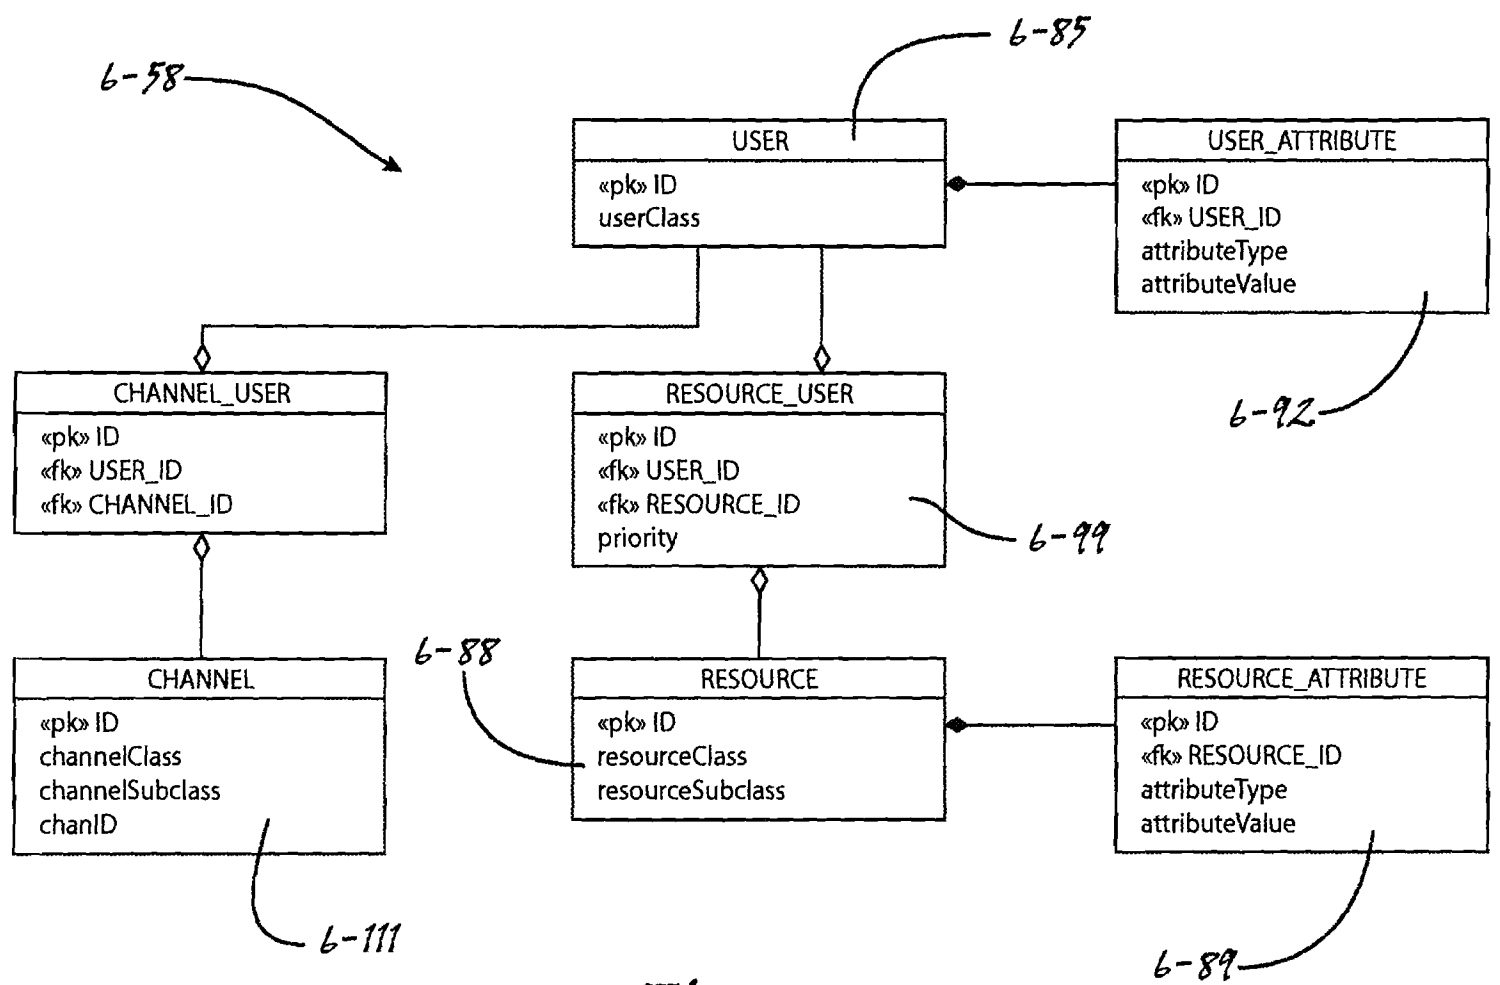 6-85
6-58
USER
«pk» ID
userClass
USER_ATTRIBUTE
«pk» ID
«fk» USER_ID
attributeType
attributeValue
6-92
CHANNEL_USER
«pk» ID
«fk» USER_ID
«fk» CHANNEL_ID
RESOURCE_USER
«pk» ID
«fk» USER_ID
«fk» RESOURCE_ID
priority
6-99
6-88
CHANNEL
«pk» ID
channelClass
channelSubclass
chanID
6-111
RESOURCE
«pk» ID
resourceClass
resourceSubclass
RESOURCE_ATTRIBUTE
«pk» ID
«fk» RESOURCE_ID
attributeType
attributeValue
6-89